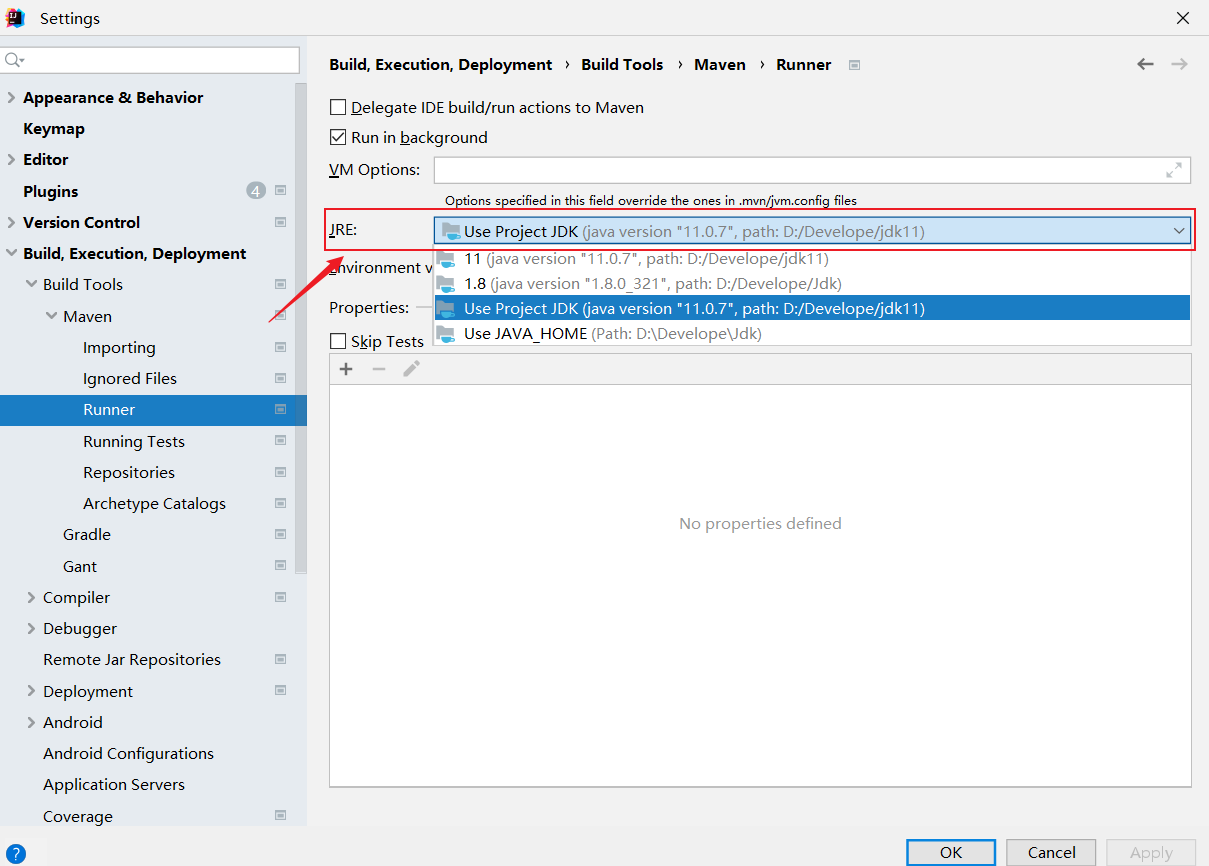 Settings
Appearance & Behavior
Keymap
Editor
Plugins 4
Version Control
Build, Execution, Deployment
Build Tools
Maven
Importing
Ignored Files
Runner
Running Tests
Repositories
Archetype Catalogs
Gradle
Gant
Compiler
Debugger
Remote Jar Repositories
Deployment
Android
Android Configurations
Application Servers
Coverage
?
Build, Execution, Deployment › Build Tools › Maven › Runner
Delegate IDE build/run actions to Maven
Run in background
VM Options:
Options specified in this field override the ones in .mvn/jvm.config files
JRE: Use Project JDK (java version "11.0.7", path: D:/Develope/jdk11)
11 (java version "11.0.7", path: D:/Develope/jdk11)
Environment v
1.8 (java version "1.8.0_321", path: D:/Develope/Jdk)
Properties: Use Project JDK (java version "11.0.7", path: D:/Develope/jdk11)
Use JAVA_HOME (Path: D:\Develope\Jdk)
Skip Tests
No properties defined
OK Cancel Apply